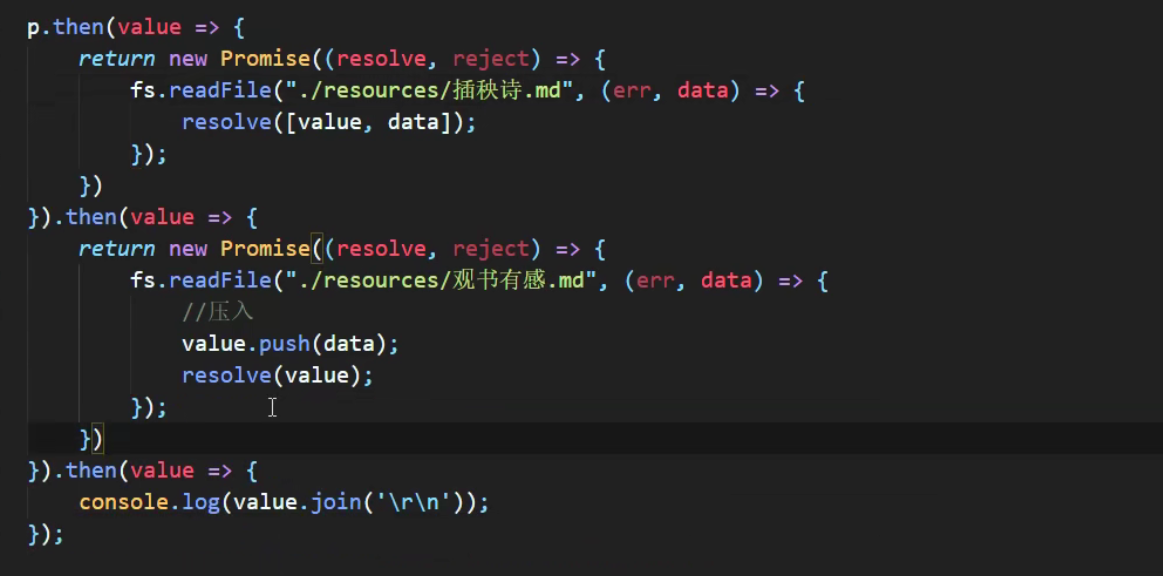 p.then(value => {
    return new Promise((resolve, reject) => {
        fs.readFile("./resources/插秧诗.md", (err, data) => {
            resolve([value, data]);
        });
    })
}).then(value => {
    return new Promise((resolve, reject) => {
        fs.readFile("./resources/观书有感.md", (err, data) => {
            //压入
            value.push(data);
            resolve(value);
        });
    })
}).then(value => {
    console.log(value.join('\r\n'));
});